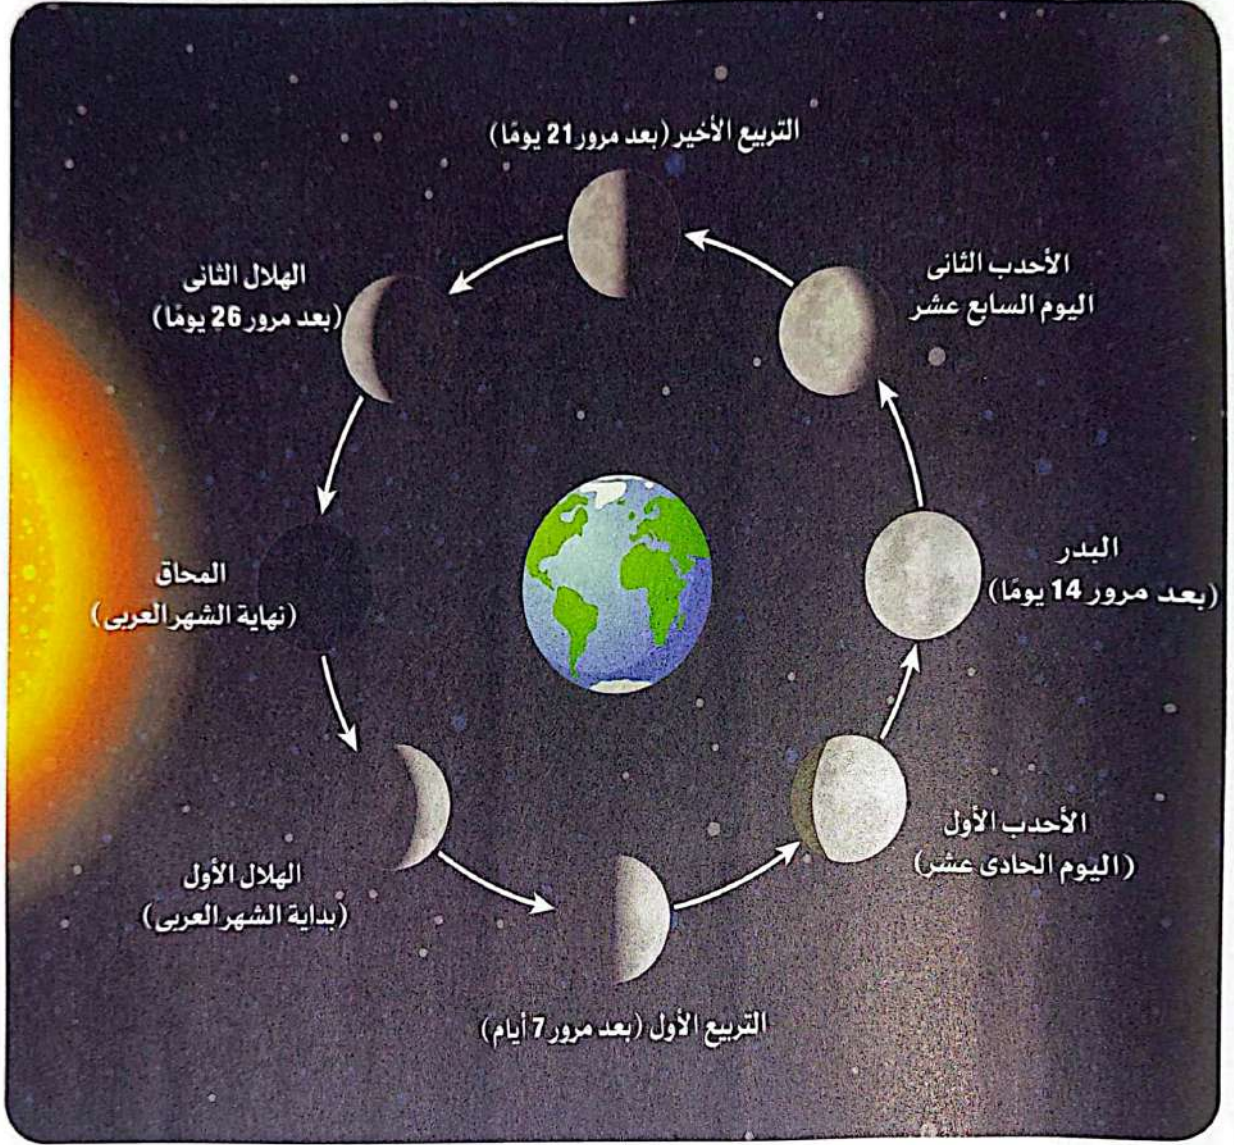 التربيع الأخير (بعد مرور 21 يومًا)
الأحدب الثانى
اليوم السابع عشر
الهلال الثانى
(بعد مرور 26 يومًا)
البدر
(بعد مرور 14 يومًا)
المحاق
(نهاية الشهر العربى)
الأحدب الأول
(اليوم الحادى عشر)
الهلال الأول
(بداية الشهر العربى)
التربيع الأول (بعد مرور 7 أيام)